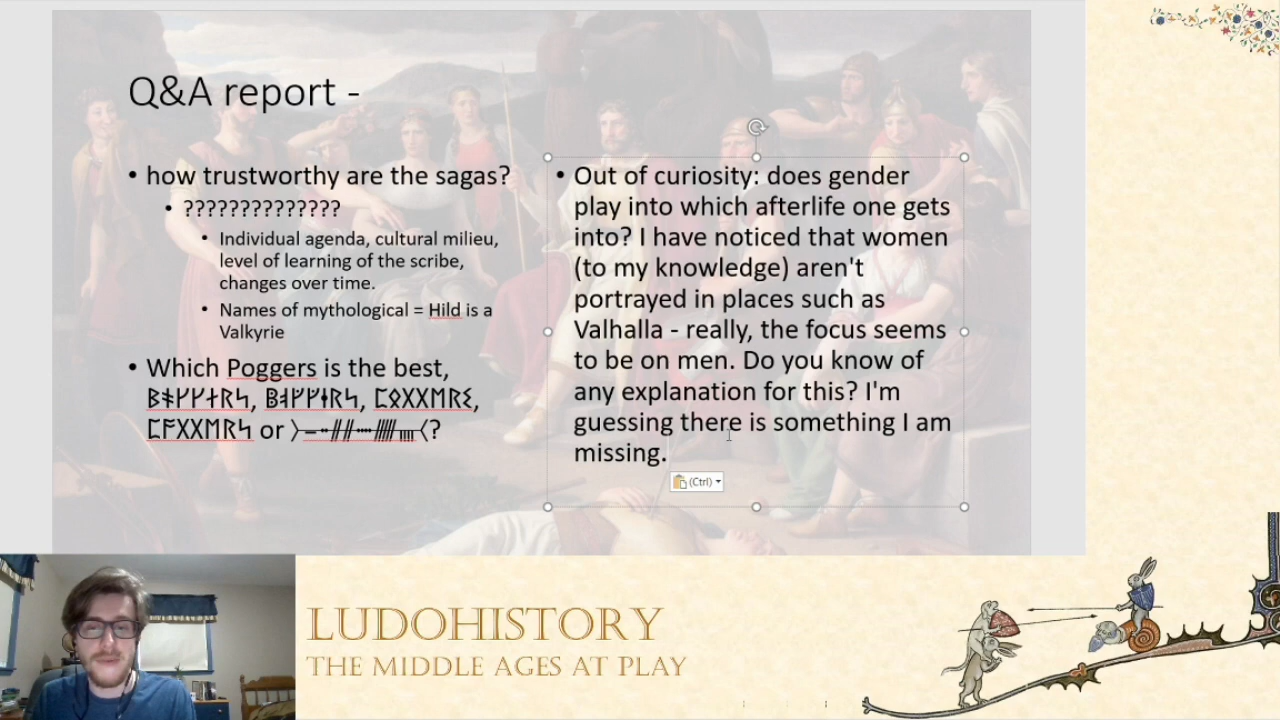 Q&A report -
• how trustworthy are the sagas?
• ??????????????
• Individual agenda, cultural milieu,
level of learning of the scribe,
changes over time.
• Names of mythological = Hild is a
Valkyrie
• Which Poggers is the best,
or ?
• Out of curiosity: does gender
play into which afterlife one gets
into? I have noticed that women
(to my knowledge) aren't
portrayed in places such as
Valhalla - really, the focus seems
to be on men. Do you know of
any explanation for this? I'm
guessing there is something I am
missing.
(Ctrl)
LUDOHISTORY
THE MIDDLE AGES AT PLAY